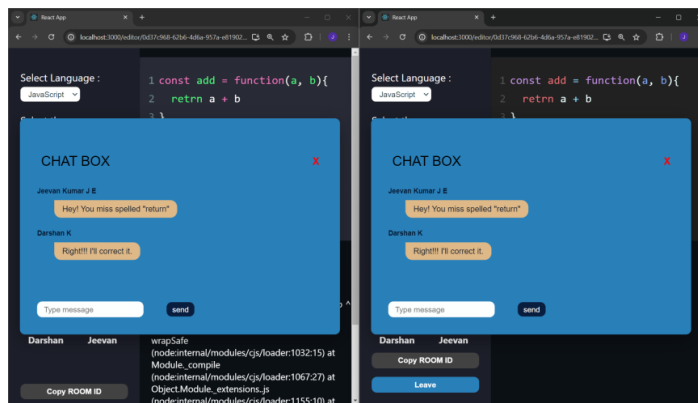 React App
localhost:3000/editor/0d37c968-62b6-4d6a-957a-e81902...
Select Language :
JavaScript
1 const add = function(a, b){
2 retrn a + b
3 }
CHAT BOX
X
Jeevan Kumar J E
Hey! You miss spelled "return"
Darshan K
Right!!! I'll correct it.
Type message
send
Darshan Jeevan
Copy ROOM ID
wrapSafe
(node:internal/modules/cjs/loader:1032:15) at
Module._compile
(node:internal/modules/cjs/loader:1067:27) at
Object.Module._extensions.js
(node:internal/modules/cjs/loader:1155:10) at
React App
localhost:3000/editor/0d37c968-62b6-4d6a-957a-e81902...
Select Language :
JavaScript
1 const add = function(a, b){
2 retrn a + b
3 }
CHAT BOX
X
Jeevan Kumar J E
Hey! You miss spelled "return"
Darshan K
Right!!! I'll correct it.
Type message
send
Darshan Jeevan
Copy ROOM ID
Leave